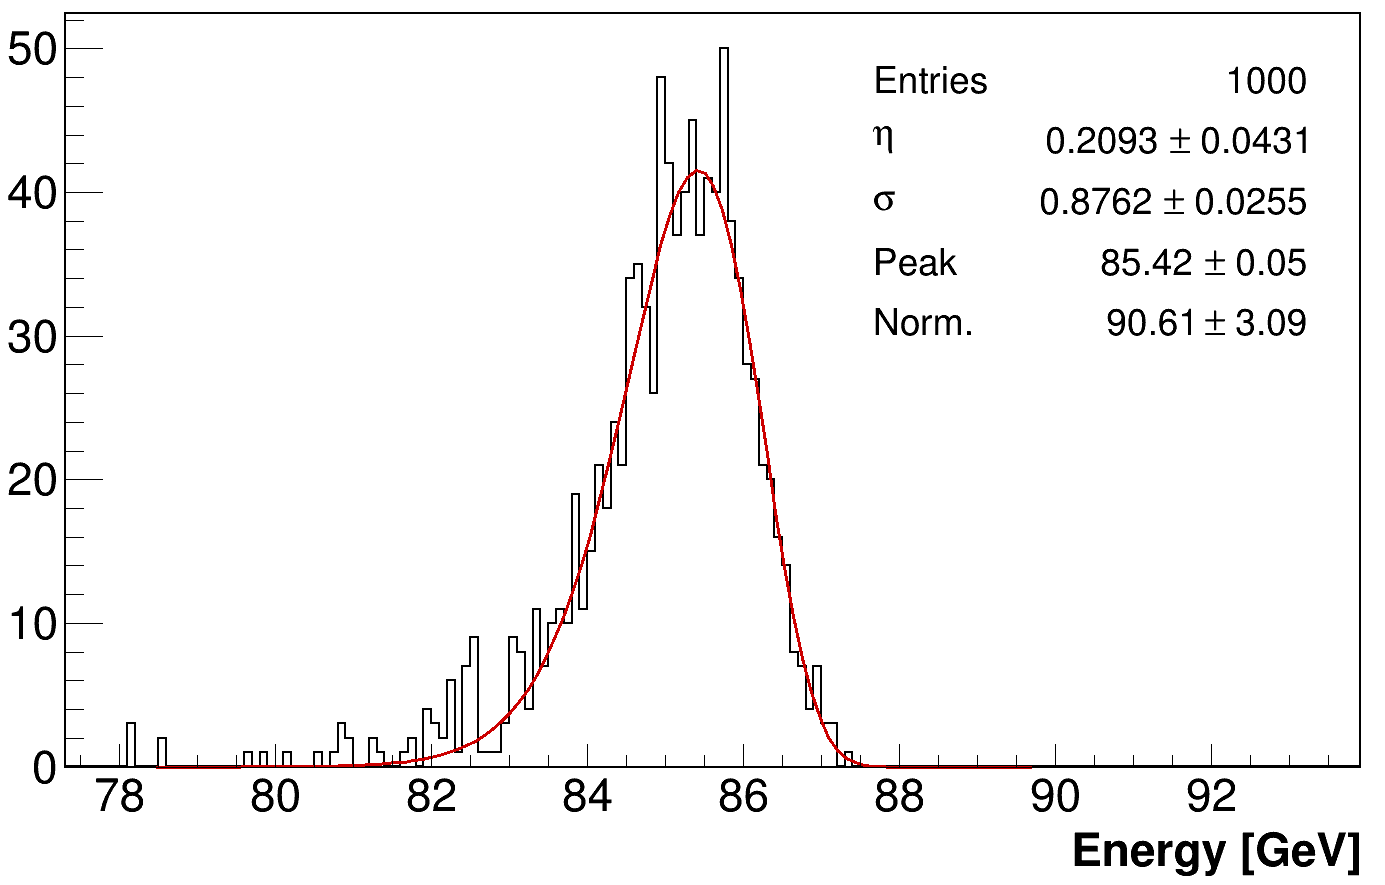 50
40
30
20
10
0
Entries 1000
η 0.2093 ± 0.0431
σ 0.8762 ± 0.0255
Peak 85.42 ± 0.05
Norm. 90.61 ± 3.09
78 80 82 84 86 88 90 92
Energy [GeV]